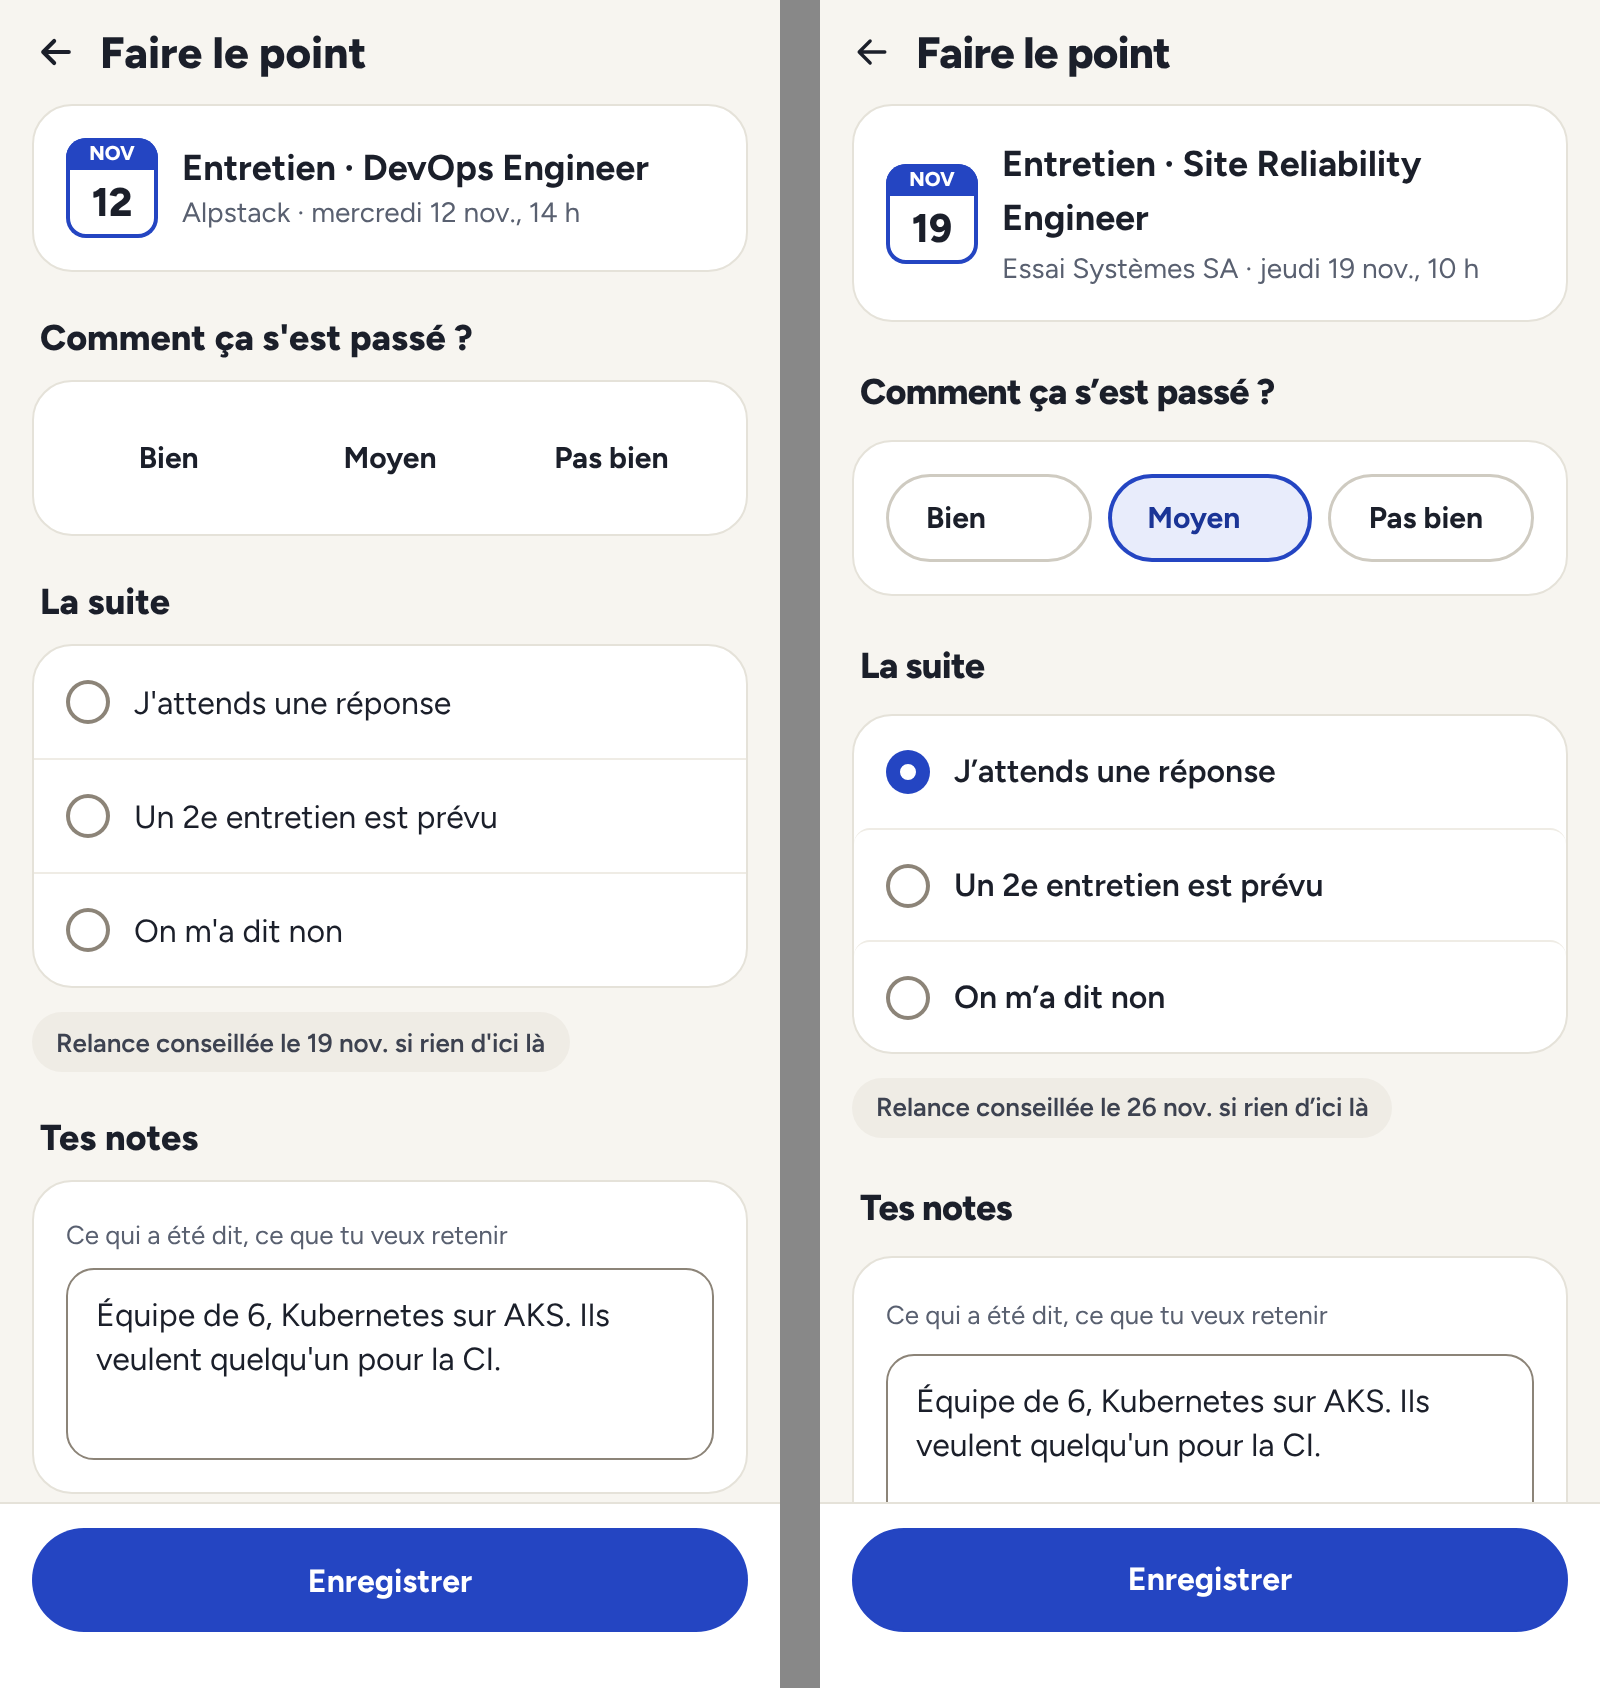 Faire le point
NOV
12
Entretien · DevOps Engineer
Alpstack · mercredi 12 nov., 14 h
Comment ça s'est passé ?
Bien
Moyen
Pas bien
La suite
J'attends une réponse
Un 2e entretien est prévu
On m'a dit non
Relance conseillée le 19 nov. si rien d'ici là
Tes notes
Ce qui a été dit, ce que tu veux retenir
Équipe de 6, Kubernetes sur AKS. Ils
veulent quelqu'un pour la CI.
Enregistrer
Faire le point
NOV
19
Entretien · Site Reliability
Engineer
Essai Systèmes SA · jeudi 19 nov., 10 h
Comment ça s’est passé ?
Bien
Moyen
Pas bien
La suite
J’attends une réponse
Un 2e entretien est prévu
On m’a dit non
Relance conseillée le 26 nov. si rien d’ici là
Tes notes
Ce qui a été dit, ce que tu veux retenir
Équipe de 6, Kubernetes sur AKS. Ils
veulent quelqu'un pour la CI.
Enregistrer